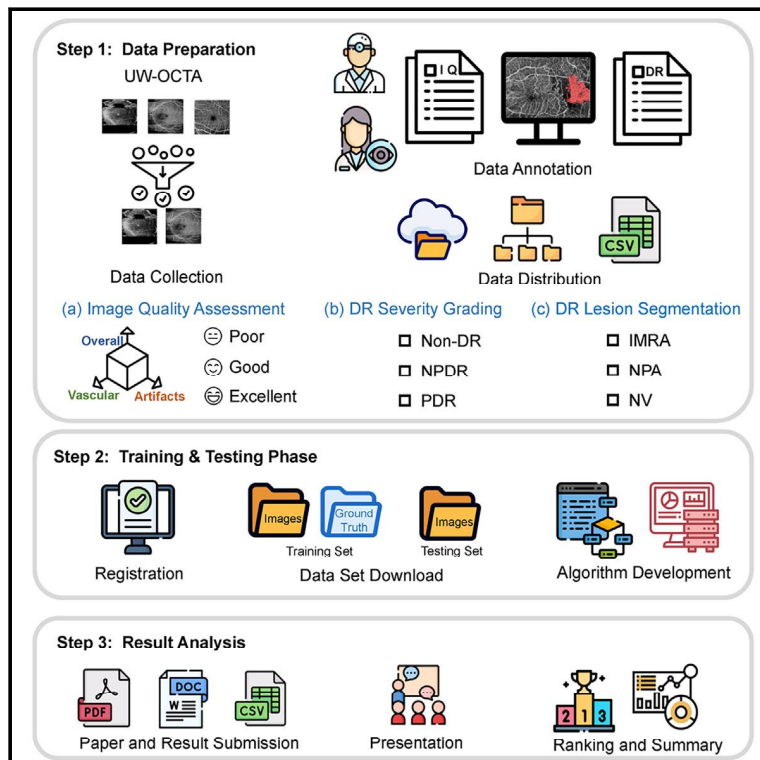 Step 1: Data Preparation
UW-OCTA
Data Collection
I Q
DR
Data Annotation
CSV
Data Distribution
(a) Image Quality Assessment
Overall
Vascular
Artifacts
Poor
Good
Excellent
(b) DR Severity Grading
Non-DR
NPDR
PDR
(c) DR Lesion Segmentation
IMRA
NPA
NV
Step 2: Training & Testing Phase
Registration
Images
Ground
Truth
Training Set
Images
Testing Set
Data Set Download
Algorithm Development
Step 3: Result Analysis
PDF
DOC
W
CSV
Paper and Result Submission
Presentation
2 1 3
Ranking and Summary